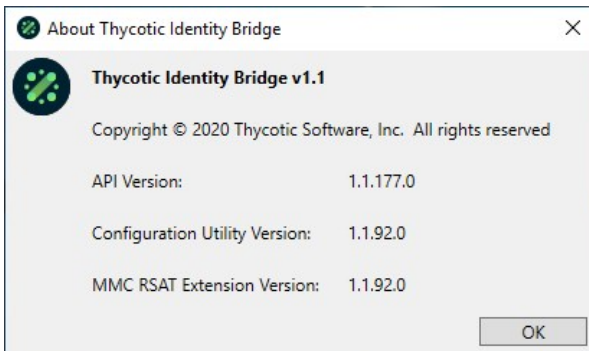 About Thycotic Identity Bridge
Thycotic Identity Bridge v1.1
Copyright © 2020 Thycotic Software, Inc. All rights reserved
API Version: 1.1.177.0
Configuration Utility Version: 1.1.92.0
MMC RSAT Extension Version: 1.1.92.0
OK